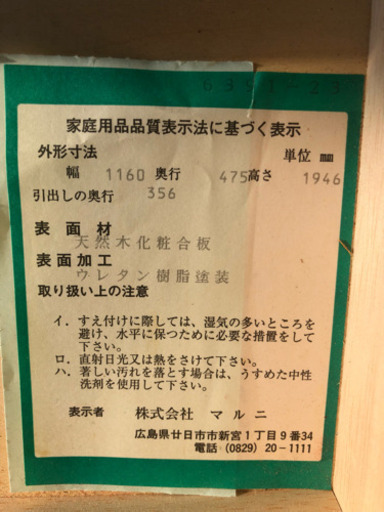 家庭用品品質表示法に基づく表示
外形寸法 単位 ㎜
幅 1160 奥行 475 高さ 1946
引出しの奥行 356
表面材
天然木化粧合板
表面加工
ウレタン樹脂塗装
取り扱い上の注意
イ．すえ付けに際しては、湿気の多いところを
避け、水平に保つために必要な措置をして
下さい。
ロ．直射日光又は熱をさけて下さい。
ハ．著しい汚れを落とす場合は、うすめた中性
洗剤を使用して下さい。
表示者 株式会社 マルニ
広島県廿日市市新宮1丁目9番34
電話 (0829) 20-1111